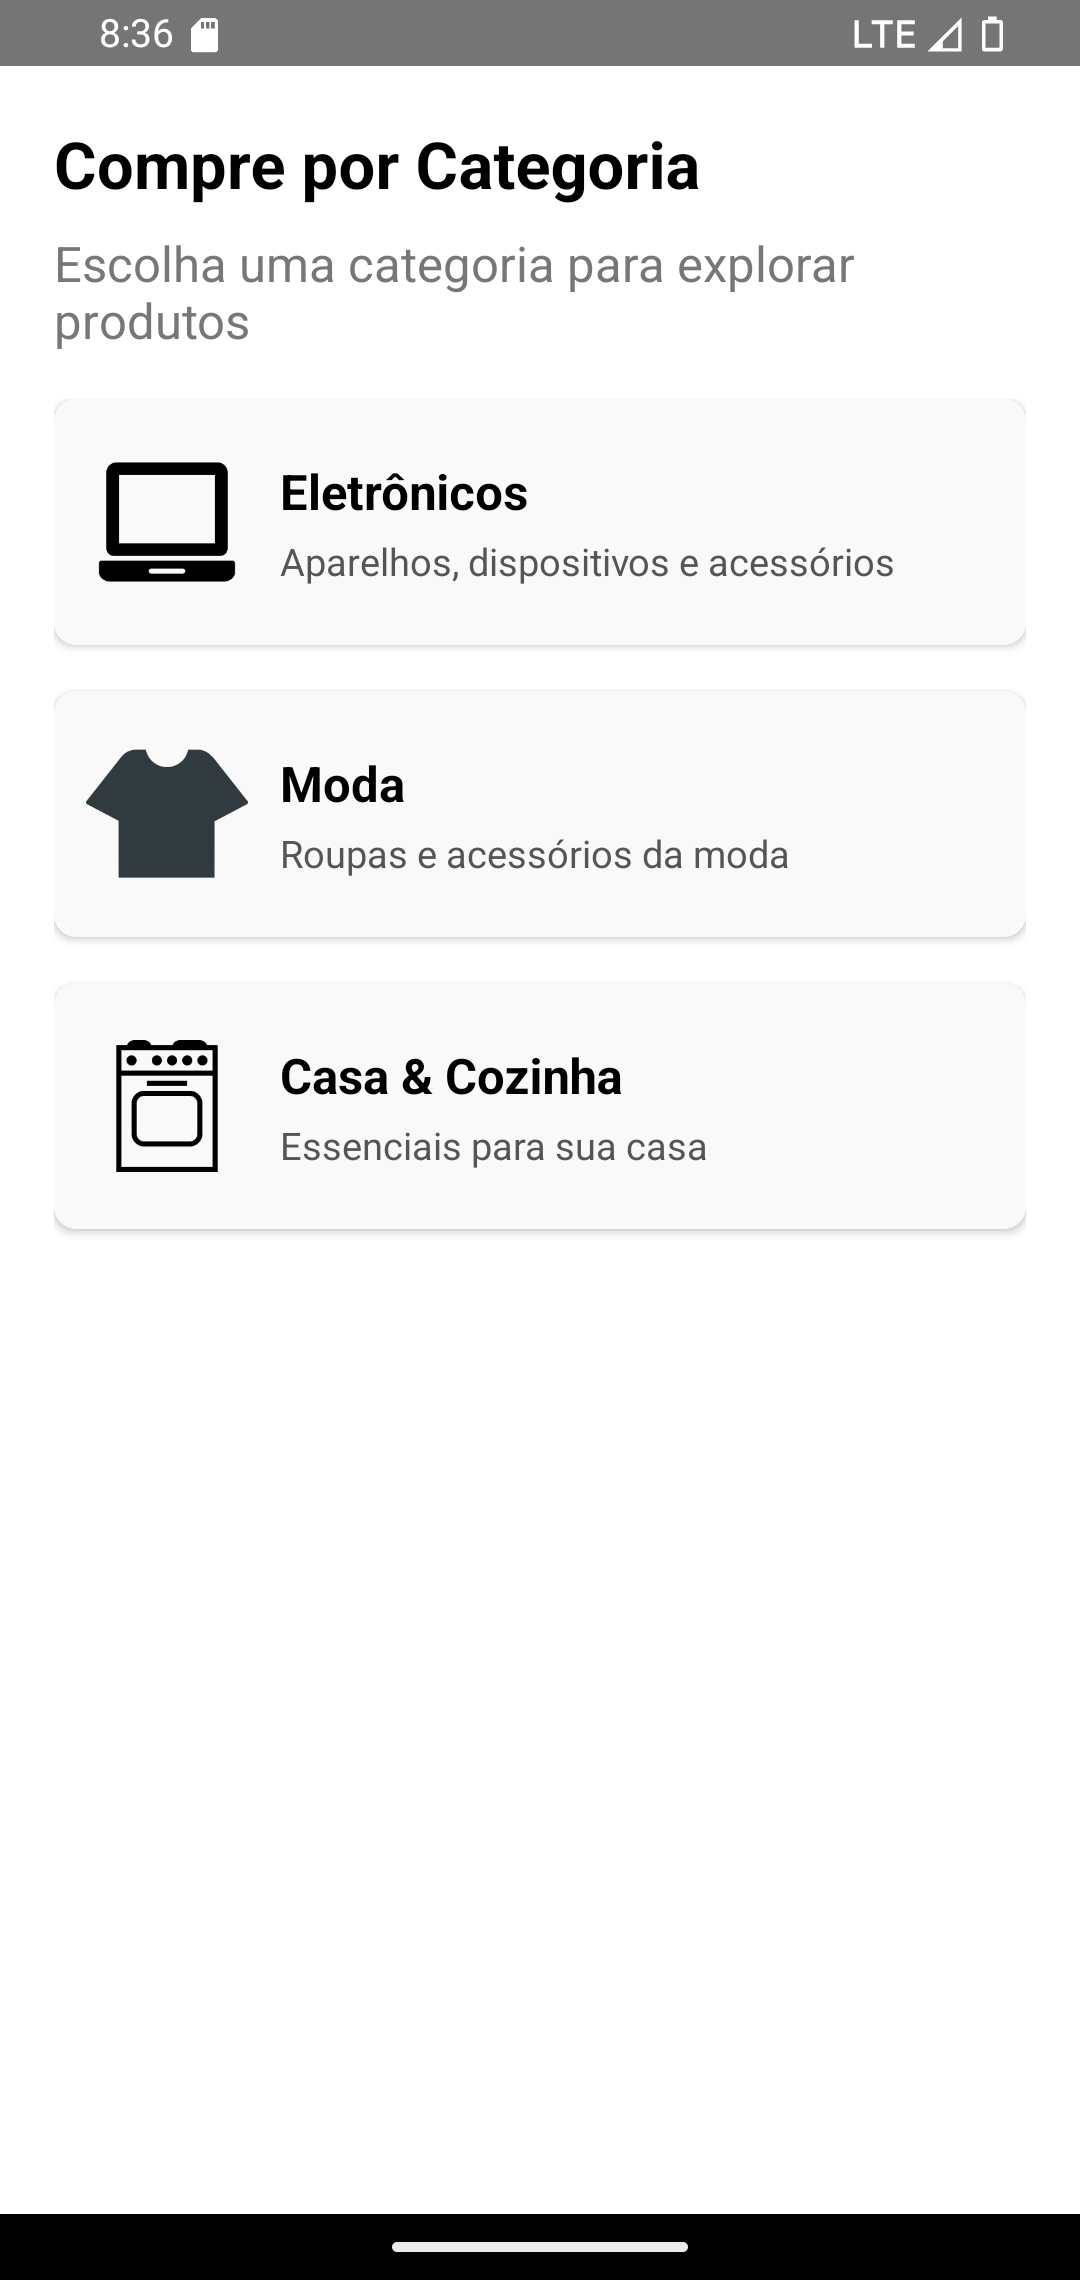 8:36 LTE
Compre por Categoria
Escolha uma categoria para explorar
produtos
Eletrônicos
Aparelhos, dispositivos e acessórios
Moda
Roupas e acessórios da moda
Casa & Cozinha
Essenciais para sua casa